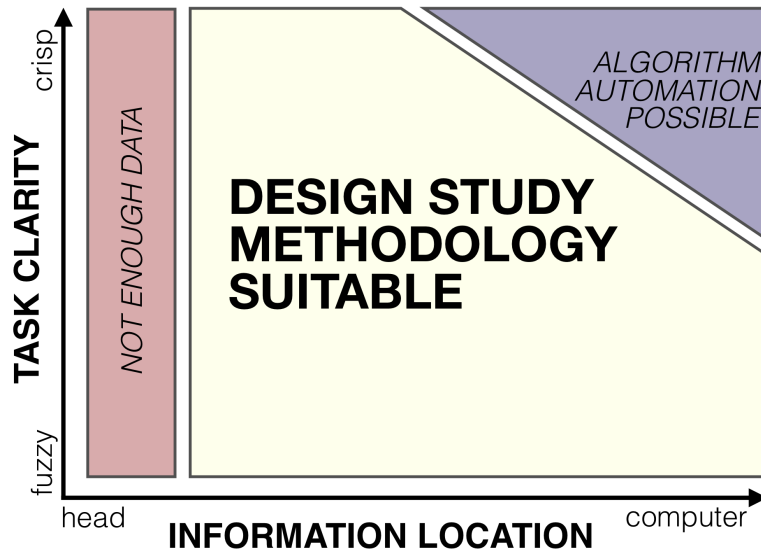 crisp
TASK CLARITY
fuzzy
NOT ENOUGH DATA
DESIGN STUDY
METHODOLOGY
SUITABLE
ALGORITHM
AUTOMATION
POSSIBLE
head
computer
INFORMATION LOCATION